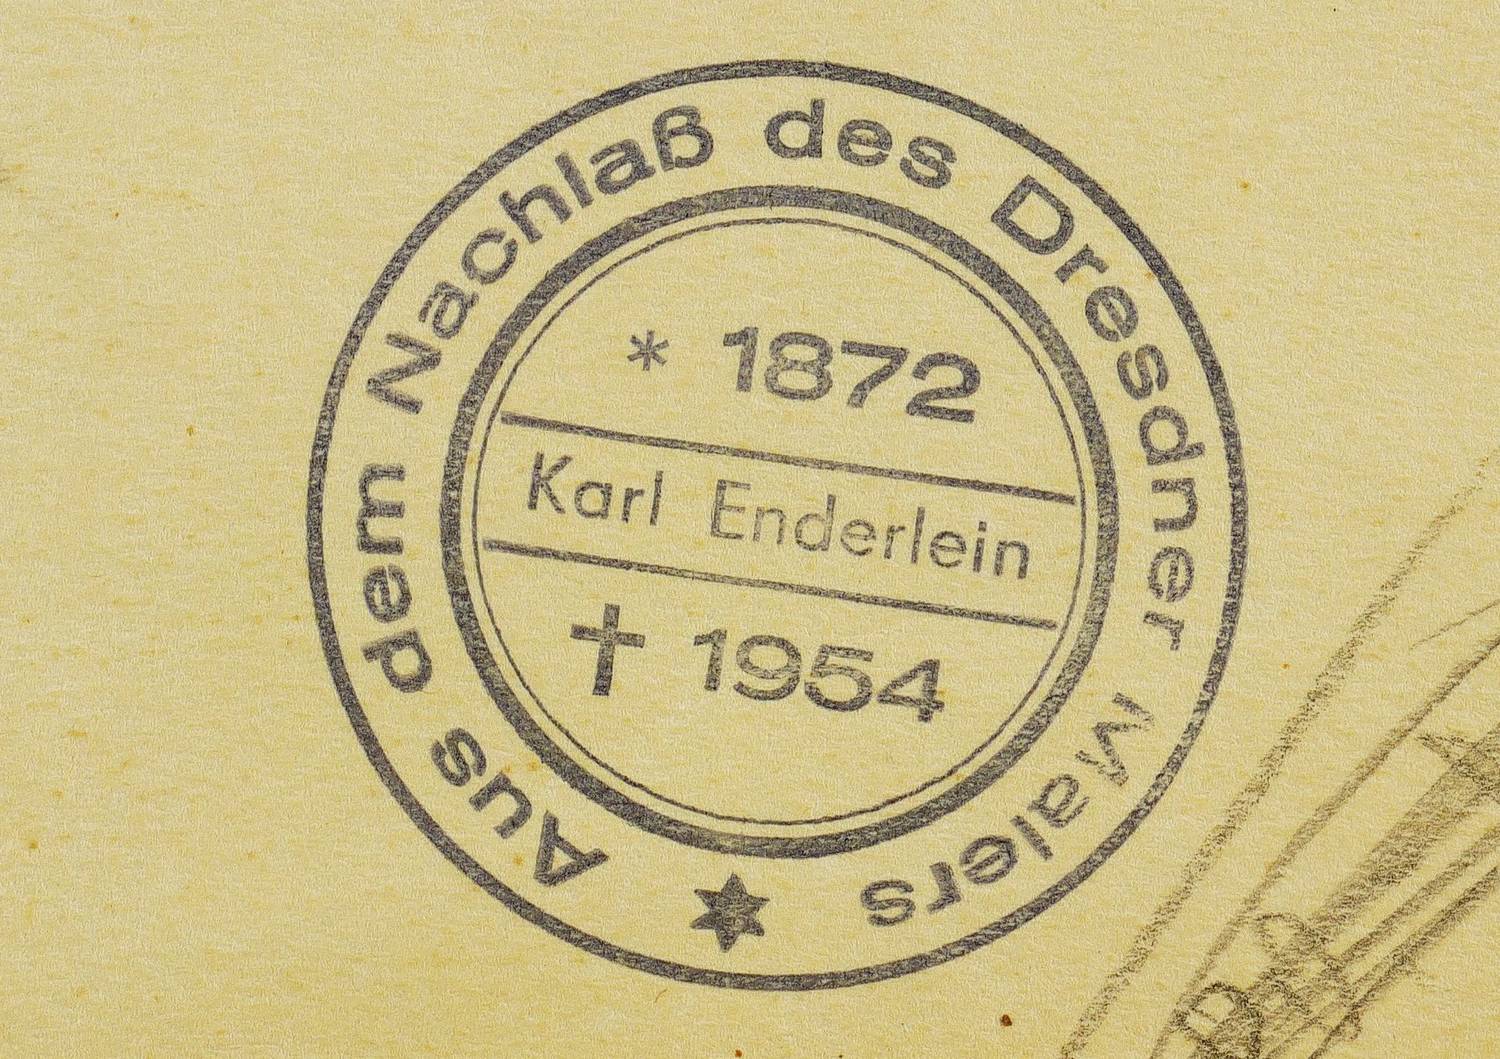 Aus dem Nachlaß des Dresdner Malers
* 1872
Karl Enderlein
† 1954